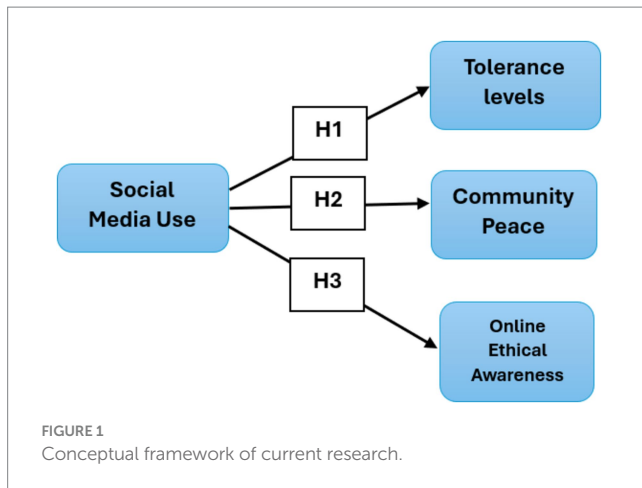 Tolerance
levels
H1
Social
Media Use
H2
Community
Peace
H3
Online
Ethical
Awareness
FIGURE 1
Conceptual framework of current research.